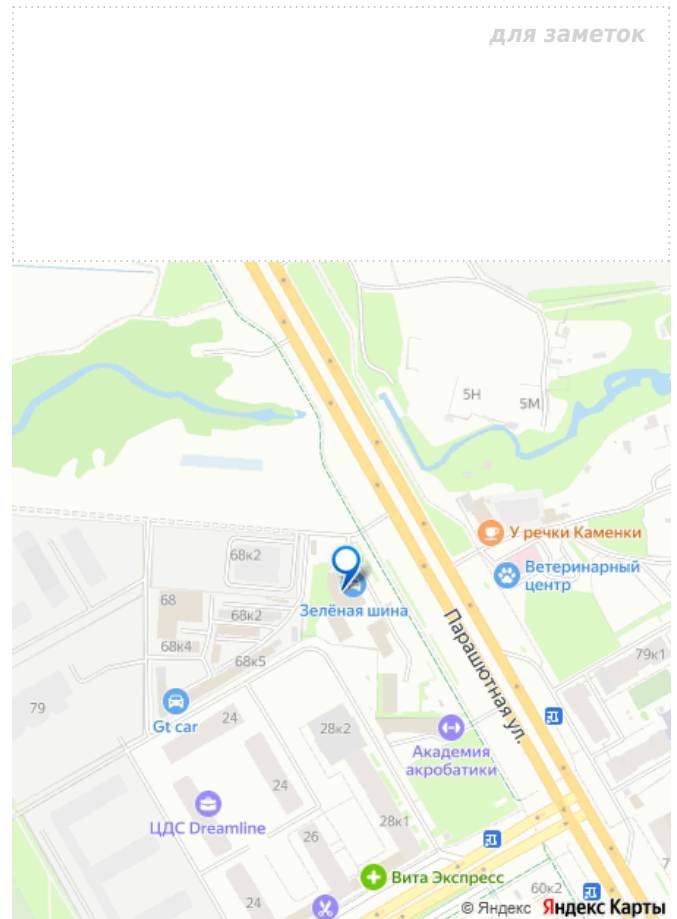 для заметок
5Н
5М
У речки Каменки
Ветеринарный
центр
68к2
Зелёная шина
68
68к2
68к4
68к5
Парашютная ул.
79к1
79
Gt car
24
28к2
Академия
акробатики
24
ЦДС Dreamline
26
28к1
Вита Экспресс
24
60к2
7
© Яндекс Яндекс Карты